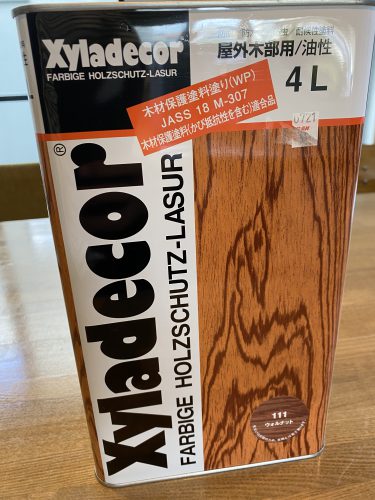 Xyladecor
FARBIGE HOLZSCHUTZ-LASUR
屋外木部用/油性
4L
木材保護塗料塗り(WP)
JASS 18 M-307
木材保護塗料(かび抵抗性を含む)適合品
Xyladecor®
FARBIGE HOLZSCHUTZ-LASUR
111
ウォルナット